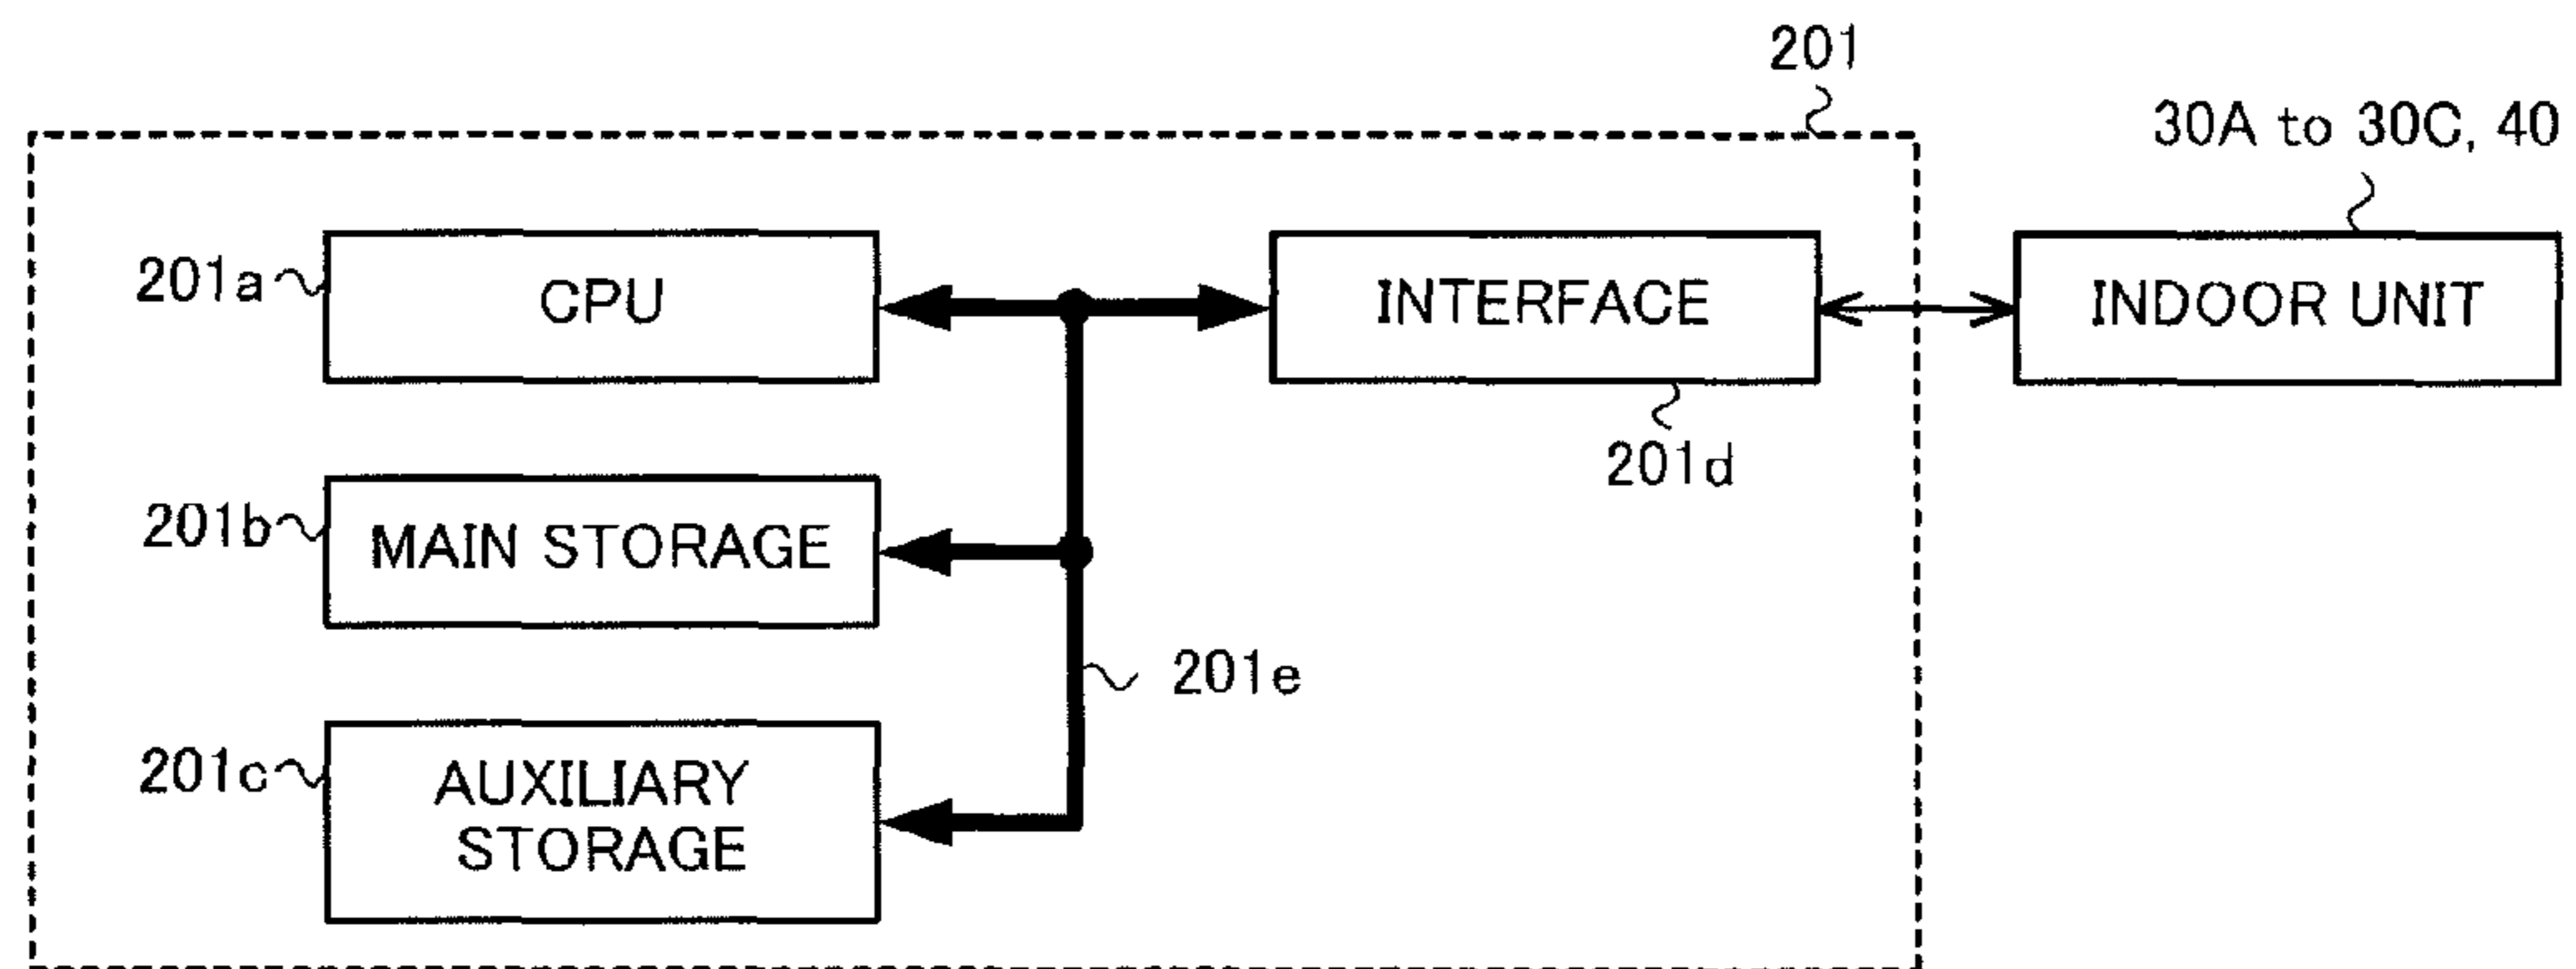 201
30A to 30C, 40
201a
CPU
INTERFACE
INDOOR UNIT
201d
201b
MAIN STORAGE
201e
201c
AUXILIARY
STORAGE